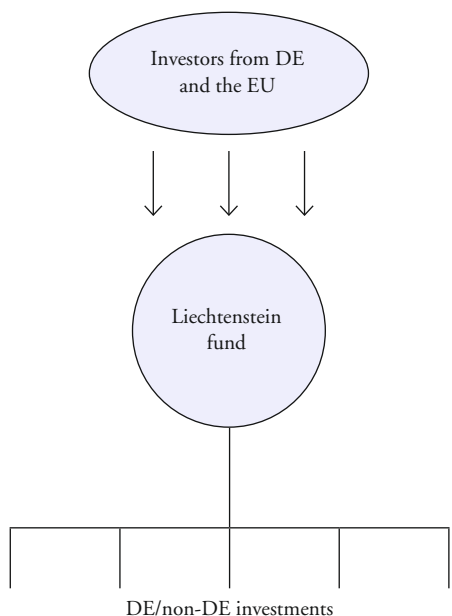 Investors from DE
and the EU
Liechtenstein
fund
DE/non-DE investments